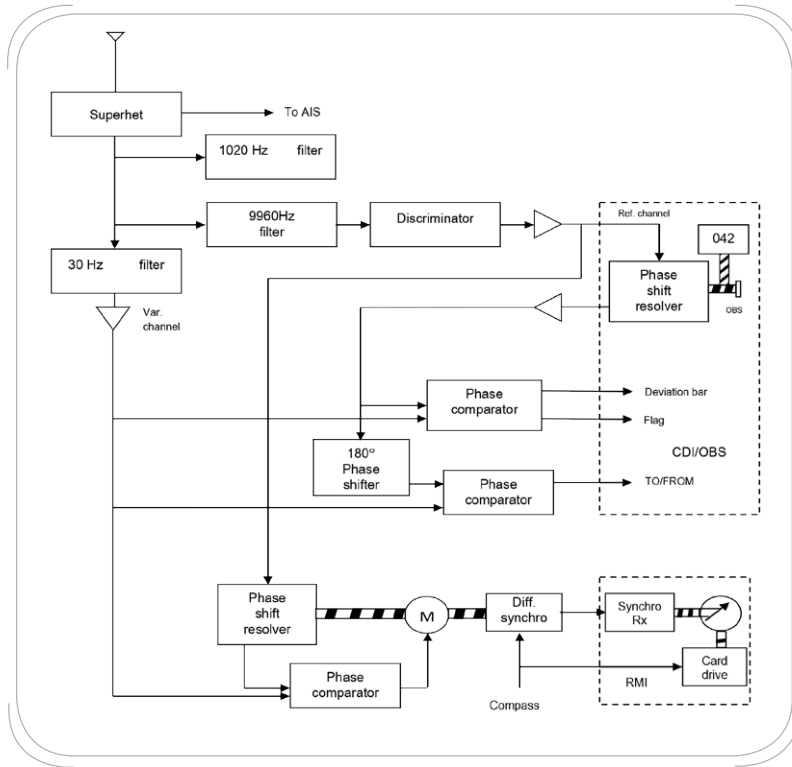 Superhet
To AIS
1020 Hz filter
9960Hz
filter
Discriminator
Ref. channel
042
30 Hz filter
Phase
shift
resolver
OBS
Var.
channel
Phase
comparator
Deviation bar
Flag
CDI/OBS
180º
Phase
shifter
Phase
comparator
TO/FROM
Phase
shift
resolver
M
Diff.
synchro
Synchro
Rx
Phase
comparator
Card
drive
RMI
Compass